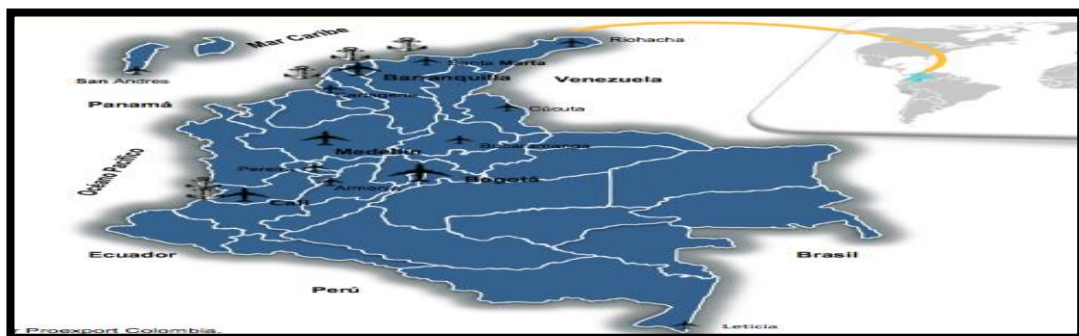 Mar Caribe
Riohacha
San Andres
Santa Marta
Barranquilla
Venezuela
Panamá
Cartagena
Cúcuta
Océano Pacífico
Medellín
Bucaramanga
Pereira
Bogotá
Armenia
Cali
Ecuador
Brasil
Perú
Leticia
r Proexport Colombia.